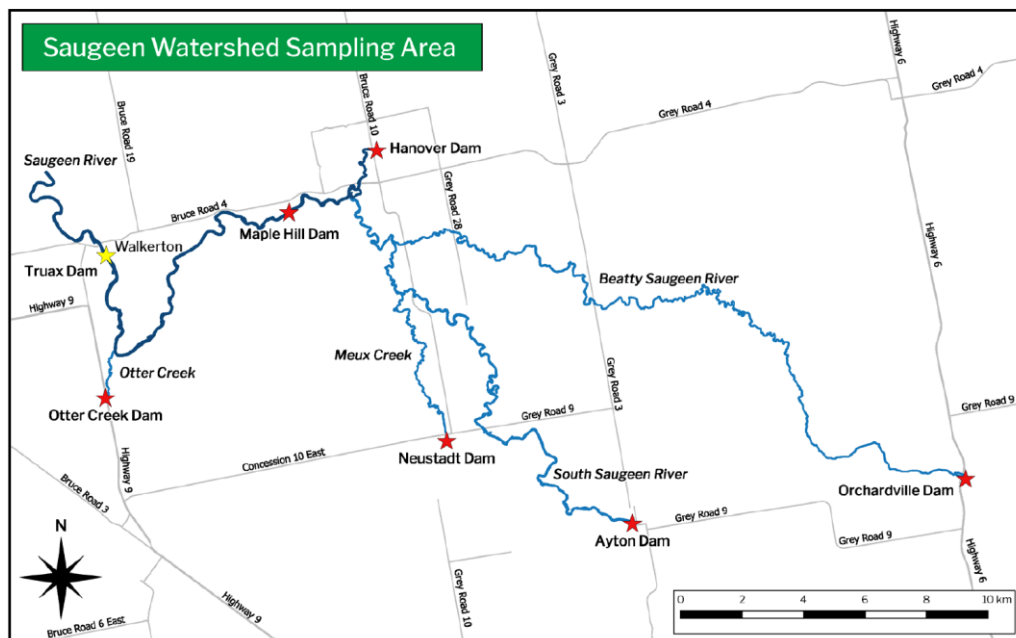 Saugeen Watershed Sampling Area
Highway 6
Grey Road 3
Bruce Road 10
Grey Road 4
Bruce Road 19
Grey Road 4
Hanover Dam
Saugeen River
Grey Road 28
Bruce Road 4
Maple Hill Dam
Walkerton
Truax Dam
Highway 6
Beatty Saugeen River
Highway 9
Meux Creek
Otter Creek
Grey Road 3
Otter Creek Dam
Grey Road 9
Grey Road 9
Highway 9
Concession 10 East
Neustadt Dam
South Saugeen River
Orchardville Dam
Bruce Road 3
Grey Road 9
Ayton Dam
Grey Road 9
N
Grey Road 10
Highway 6
Highway 9
Bruce Road 6 East
0 2 4 6 8 10 km